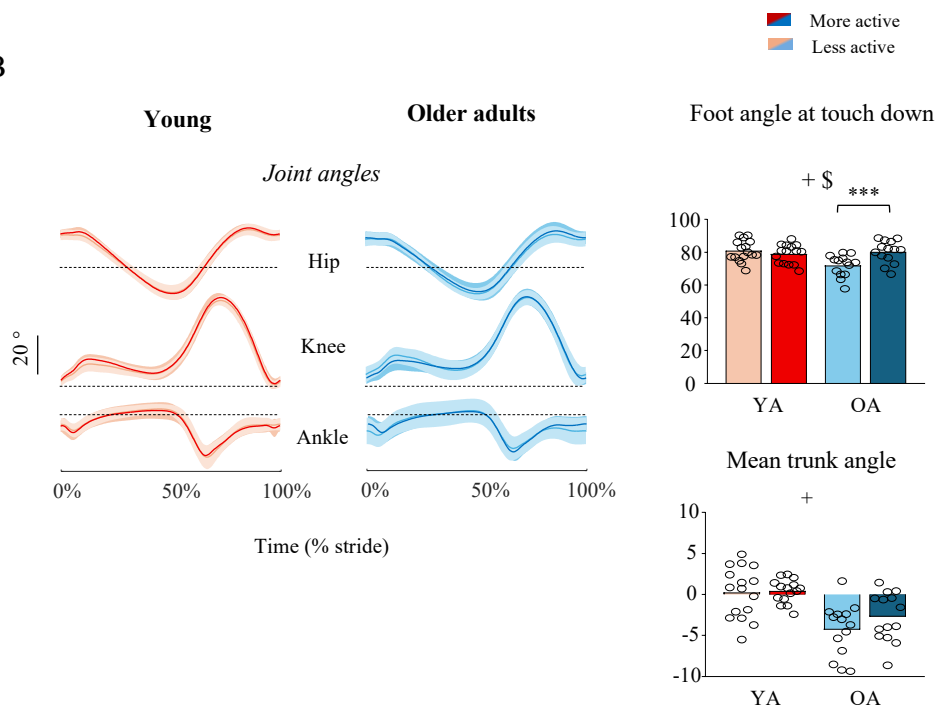 More active
Less active
Young
Older adults
Joint angles
Hip
Knee
Ankle
20 °
0%
50%
100%
0%
50%
100%
Time (% stride)
Foot angle at touch down
+ $
***
100
80
60
40
20
0
YA
OA
Mean trunk angle
+
10
5
0
-5
-10
YA
OA